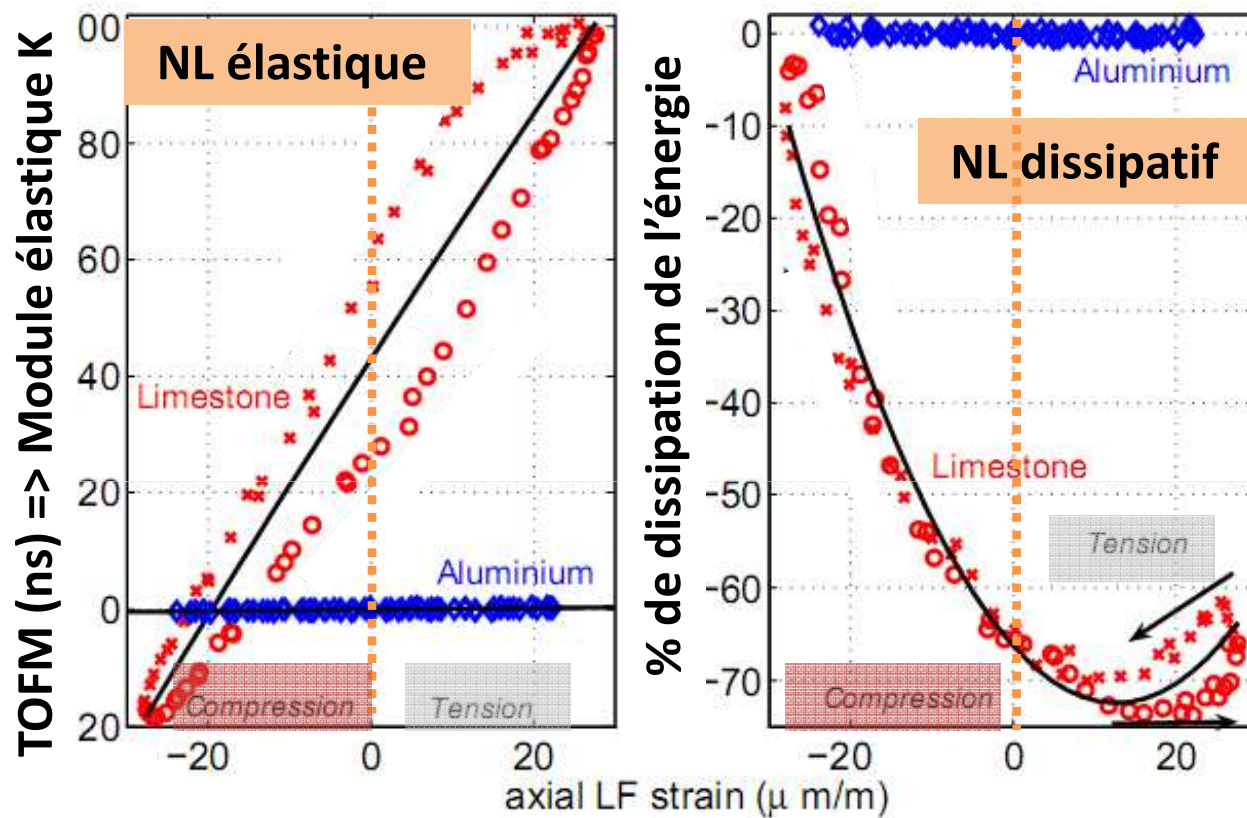 TOFM (ns) => Module élastique K
00
80
60
40
20
0
20
NL élastique
Limestone
Aluminium
Compression
Tension
−20
0
20
% de dissipation de l'énergie
0
−10
−20
−30
−40
−50
−60
−70
Aluminium
NL dissipatif
Limestone
Tension
Compression
−20
0
20
axial LF strain (μ m/m)